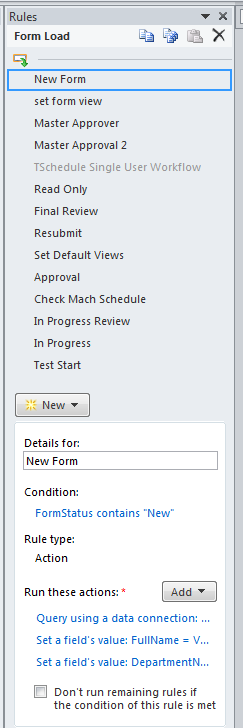 Rules
Form Load
New Form
set form view
Master Approver
Master Approval 2
TSchedule Single User Workflow
Read Only
Final Review
Resubmit
Set Default Views
Approval
Check Mach Schedule
In Progress Review
In Progress
Test Start
New
Details for:
New Form
Condition:
FormStatus contains "New"
Rule type:
Action
Run these actions: * Add
Query using a data connection: ...
Set a field's value: FullName = V...
Set a field's value: DepartmentN...
Don't run remaining rules if
the condition of this rule is met